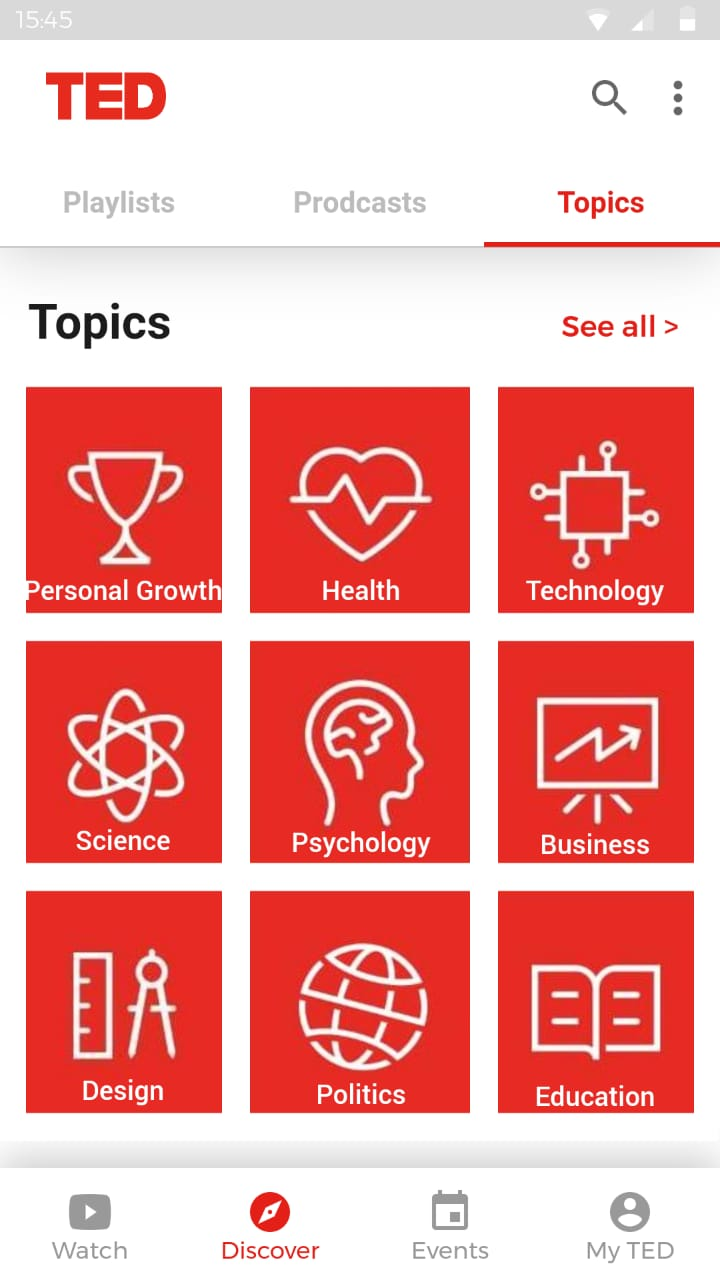 15:45
TED
Playlists Prodcasts Topics
Topics See all >
Personal Growth Health Technology
Science Psychology Business
Design Politics Education
Watch Discover Events My TED